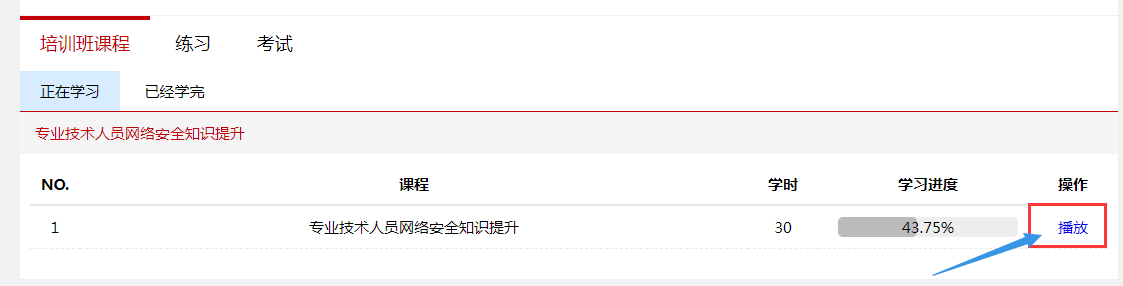 培训班课程 练习 考试
正在学习 已经学完
专业技术人员网络安全知识提升
NO. 课程 学时 学习进度 操作
1 专业技术人员网络安全知识提升 30 43.75% 播放